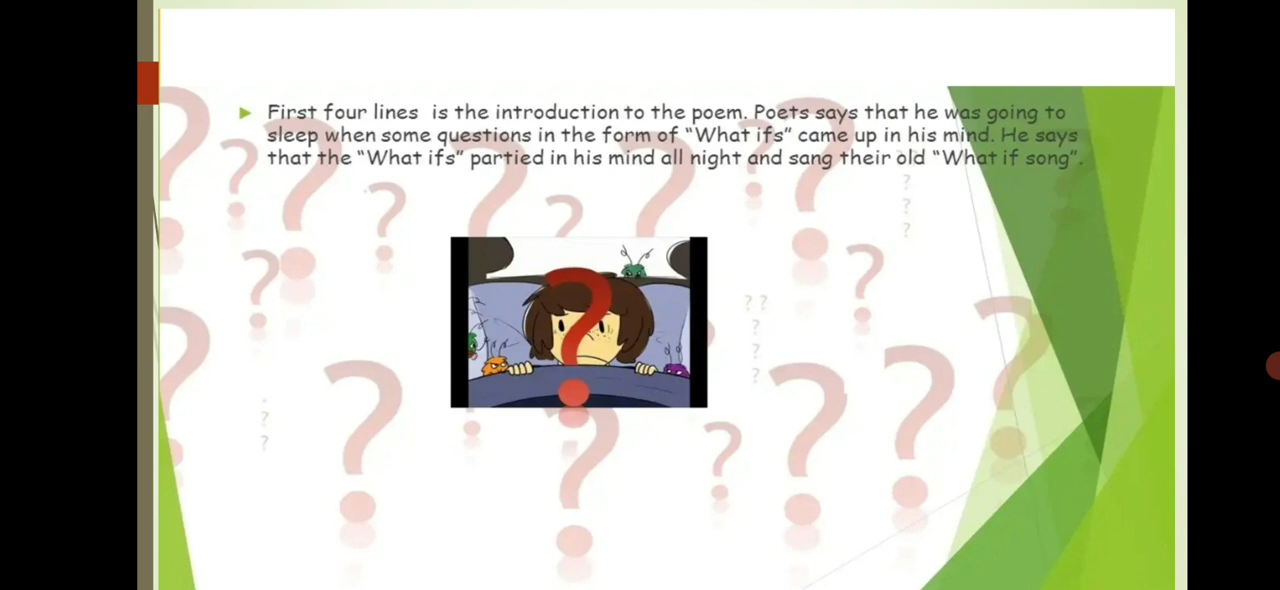 First four lines is the introduction to the poem. Poets says that he was going to
sleep when some questions in the form of “What ifs” came up in his mind. He says
that the “What ifs” partied in his mind all night and sang their old “What if song”.